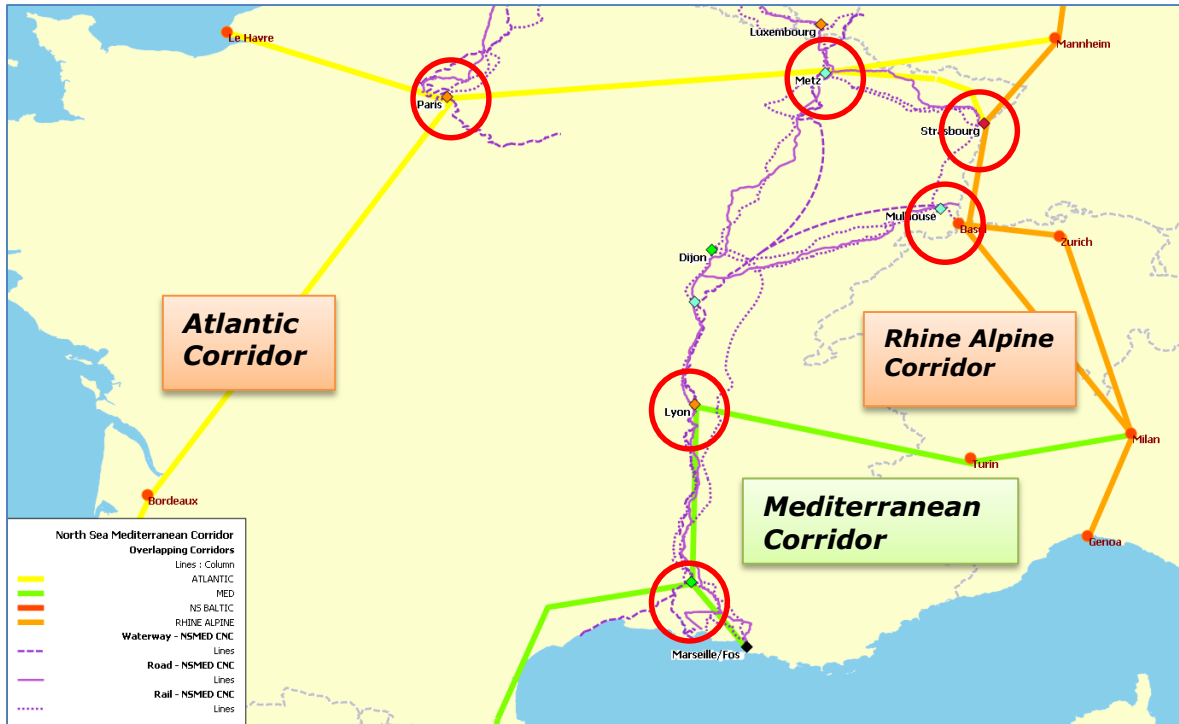 Luxembourg
Le Havre
Mannheim
Metz
Paris
Strasbourg
Mulhouse
Basel
Zurich
Dijon
Atlantic
Corridor
Rhine Alpine
Corridor
Lyon
Milan
Turin
Mediterranean
Corridor
Bordeaux
Genoa
Marseille/Fos
North Sea Mediterranean Corridor
Overlapping Corridors
Lines : Column
ATLANTIC
MED
NS BALTIC
RHINE ALPINE
Waterway - NSMED CNC
Lines
Road - NSMED CNC
Lines
Rail - NSMED CNC
Lines